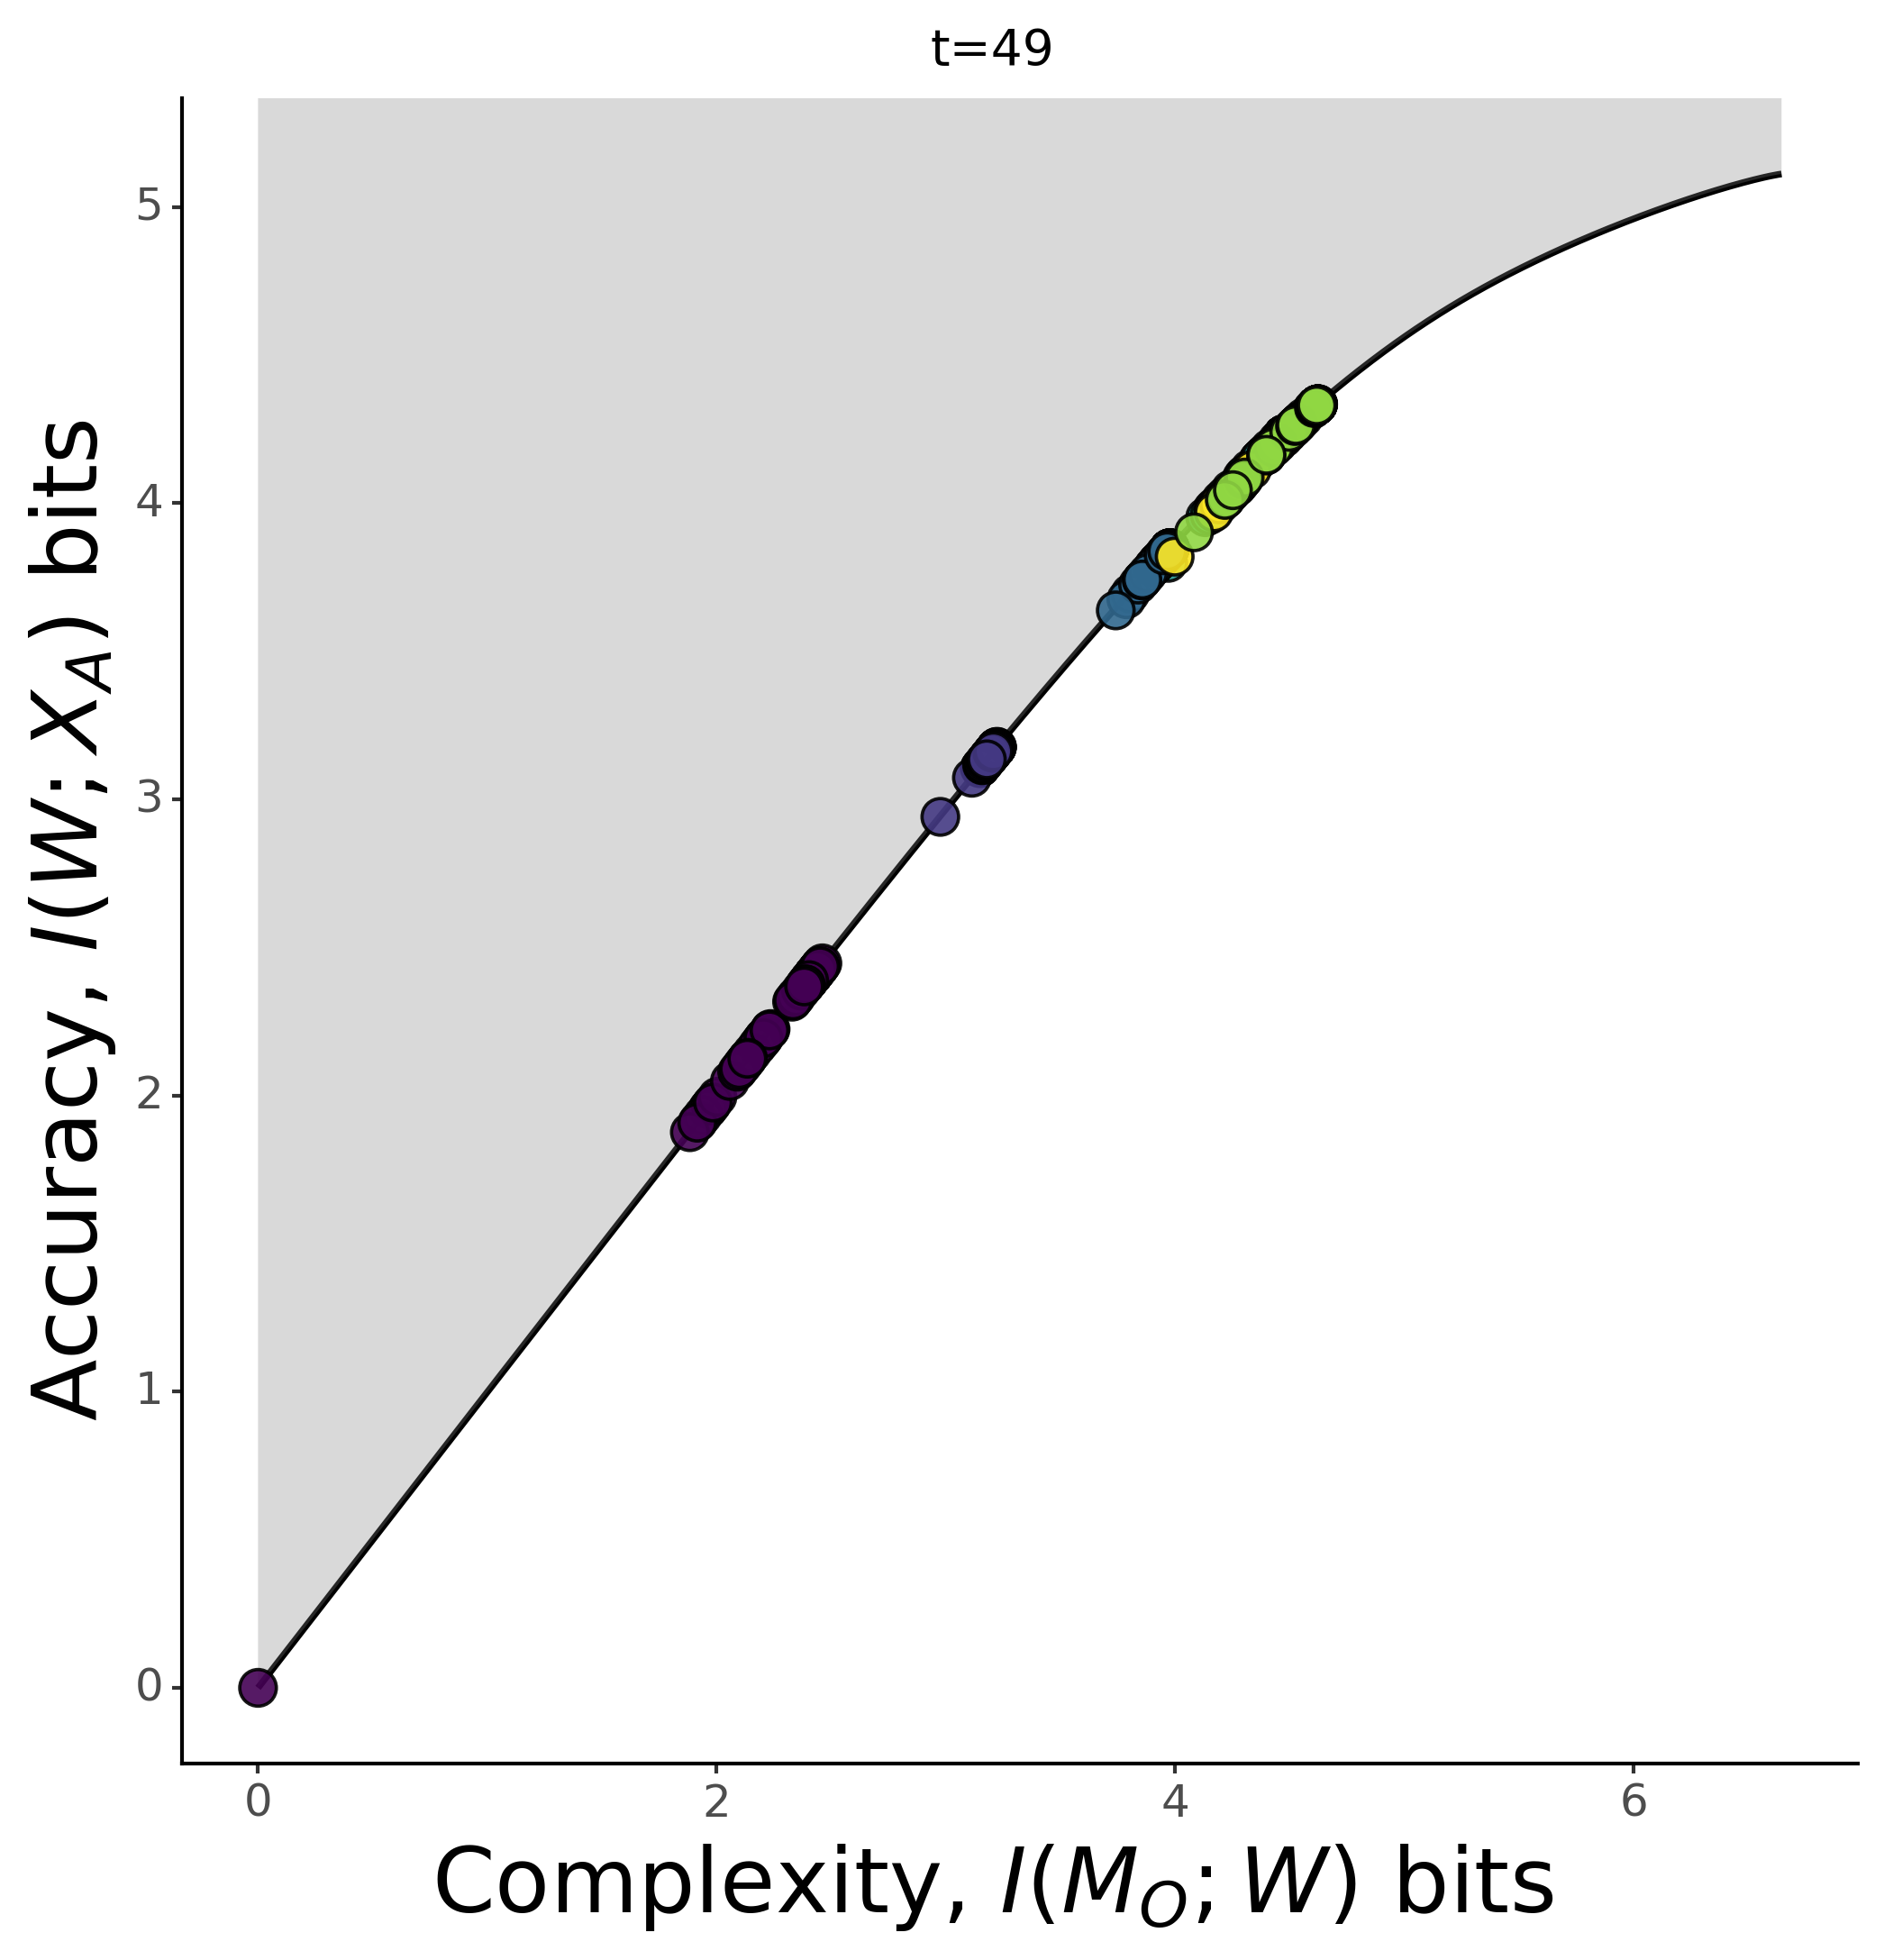 t=49
Accuracy, I(W; X_A) bits
5
4
3
2
1
0
0 2 4 6
Complexity, I(M_O; W) bits